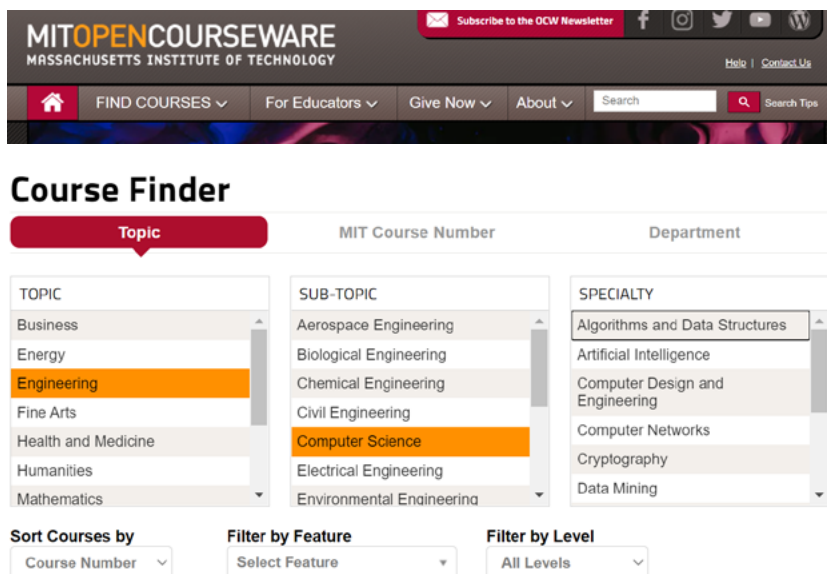 MITOPENCOURSEWARE
MASSACHUSETTS INSTITUTE OF TECHNOLOGY
Subscribe to the OCW Newsletter
Help | Contact Us
FIND COURSES For Educators Give Now About Search Search Tips
Course Finder
Topic MIT Course Number Department
TOPIC
Business
Energy
Engineering
Fine Arts
Health and Medicine
Humanities
Mathematics
SUB-TOPIC
Aerospace Engineering
Biological Engineering
Chemical Engineering
Civil Engineering
Computer Science
Electrical Engineering
Environmental Engineering
SPECIALTY
Algorithms and Data Structures
Artificial Intelligence
Computer Design and
Engineering
Computer Networks
Cryptography
Data Mining
Sort Courses by
Course Number
Filter by Feature
Select Feature
Filter by Level
All Levels